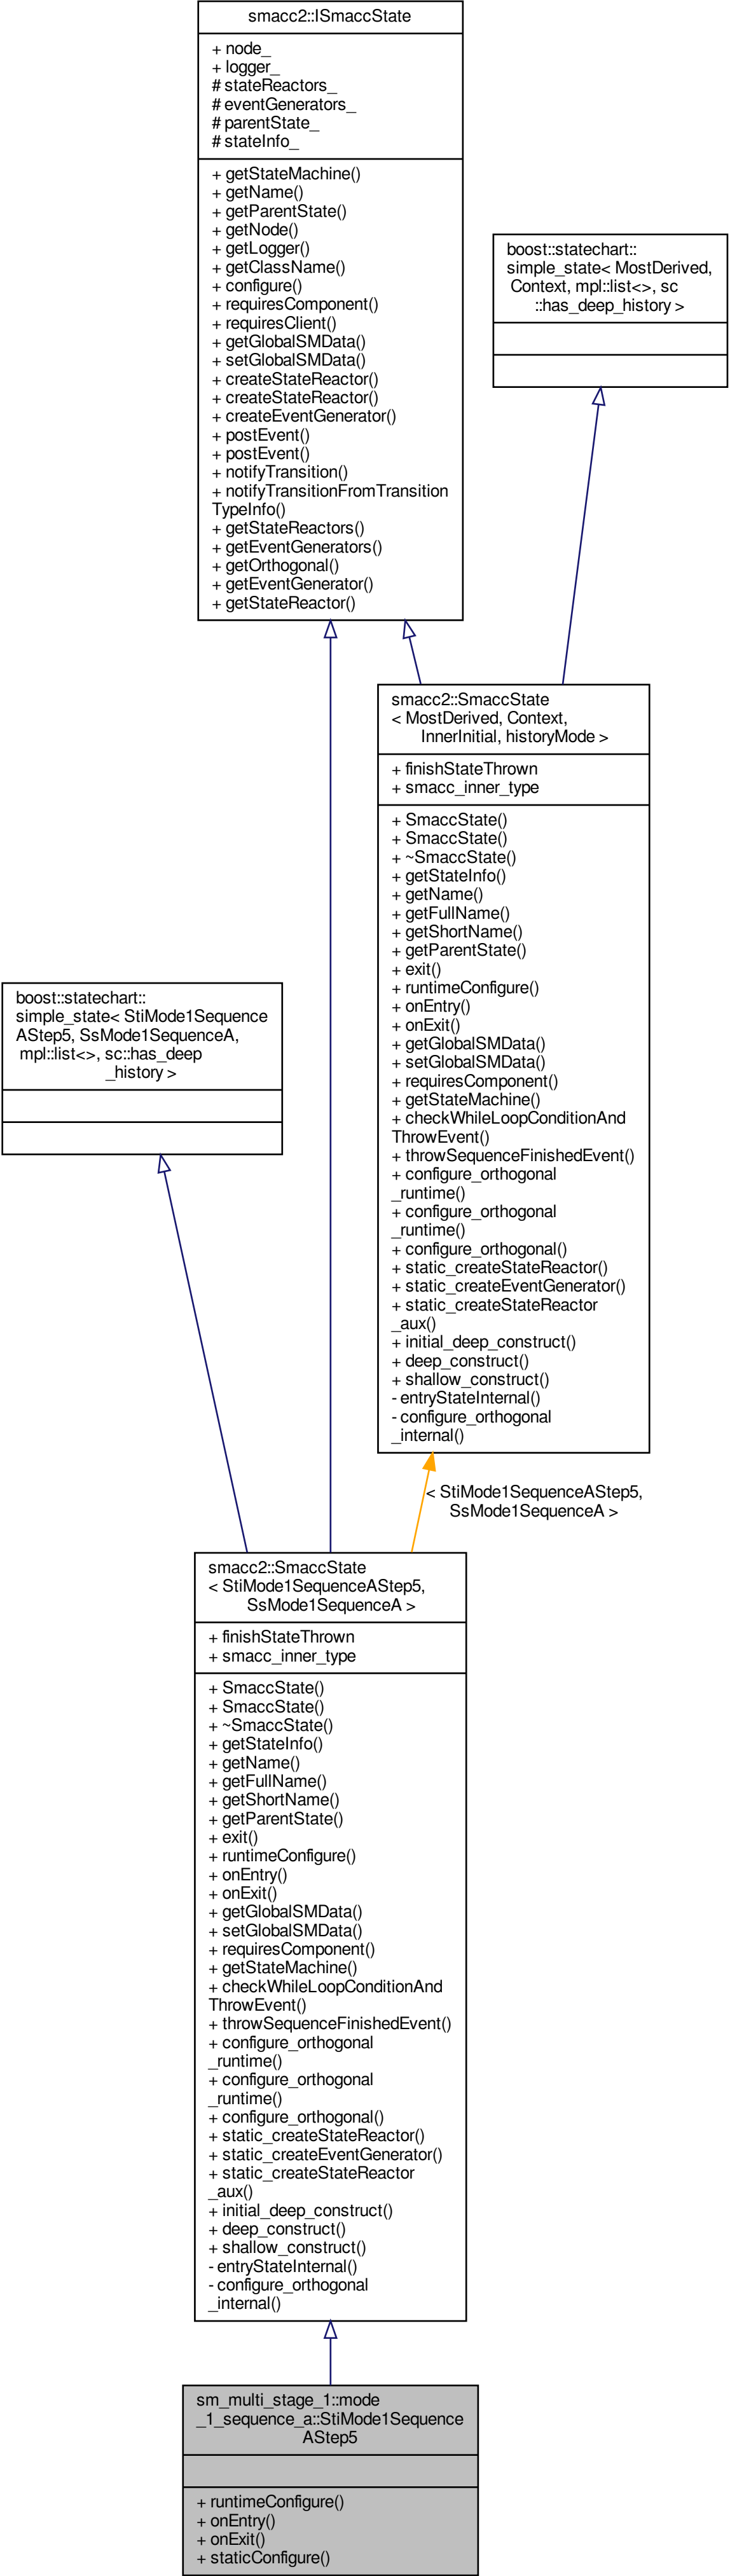 smacc2::ISmaccState
+ node_
+ logger_
# stateReactors_
# eventGenerators_
# parentState_
# stateInfo_
+ getStateMachine()
+ getName()
+ getParentState()
+ getNode()
+ getLogger()
+ getClassName()
+ configure()
+ requiresComponent()
+ requiresClient()
+ getGlobalSMData()
+ setGlobalSMData()
+ createStateReactor()
+ createStateReactor()
+ createEventGenerator()
+ postEvent()
+ postEvent()
+ notifyTransition()
+ notifyTransitionFromTransition
TypeInfo()
+ getStateReactors()
+ getEventGenerators()
+ getOrthogonal()
+ getEventGenerator()
+ getStateReactor()
boost::statechart::
simple_state< MostDerived,
Context, mpl::list<>, sc
::has_deep_history >
smacc2::SmaccState
< MostDerived, Context,
InnerInitial, historyMode >
+ finishStateThrown
+ smacc_inner_type
+ SmaccState()
+ SmaccState()
+ ~SmaccState()
+ getStateInfo()
+ getName()
+ getFullName()
+ getShortName()
+ getParentState()
+ exit()
+ runtimeConfigure()
+ onEntry()
+ onExit()
+ getGlobalSMData()
+ setGlobalSMData()
+ requiresComponent()
+ getStateMachine()
+ checkWhileLoopConditionAnd
ThrowEvent()
+ throwSequenceFinishedEvent()
+ configure_orthogonal
_runtime()
+ configure_orthogonal
_runtime()
+ configure_orthogonal()
+ static_createStateReactor()
+ static_createEventGenerator()
+ static_createStateReactor
_aux()
+ initial_deep_construct()
+ deep_construct()
+ shallow_construct()
- entryStateInternal()
- configure_orthogonal
_internal()
boost::statechart::
simple_state< StiMode1Sequence
AStep5, SsMode1SequenceA,
mpl::list<>, sc::has_deep
_history >
< StiMode1SequenceAStep5,
SsMode1SequenceA >
smacc2::SmaccState
< StiMode1SequenceAStep5,
SsMode1SequenceA >
+ finishStateThrown
+ smacc_inner_type
+ SmaccState()
+ SmaccState()
+ ~SmaccState()
+ getStateInfo()
+ getName()
+ getFullName()
+ getShortName()
+ getParentState()
+ exit()
+ runtimeConfigure()
+ onEntry()
+ onExit()
+ getGlobalSMData()
+ setGlobalSMData()
+ requiresComponent()
+ getStateMachine()
+ checkWhileLoopConditionAnd
ThrowEvent()
+ throwSequenceFinishedEvent()
+ configure_orthogonal
_runtime()
+ configure_orthogonal
_runtime()
+ configure_orthogonal()
+ static_createStateReactor()
+ static_createEventGenerator()
+ static_createStateReactor
_aux()
+ initial_deep_construct()
+ deep_construct()
+ shallow_construct()
- entryStateInternal()
- configure_orthogonal
_internal()
sm_multi_stage_1::mode
_1_sequence_a::StiMode1Sequence
AStep5
+ runtimeConfigure()
+ onEntry()
+ onExit()
+ staticConfigure()